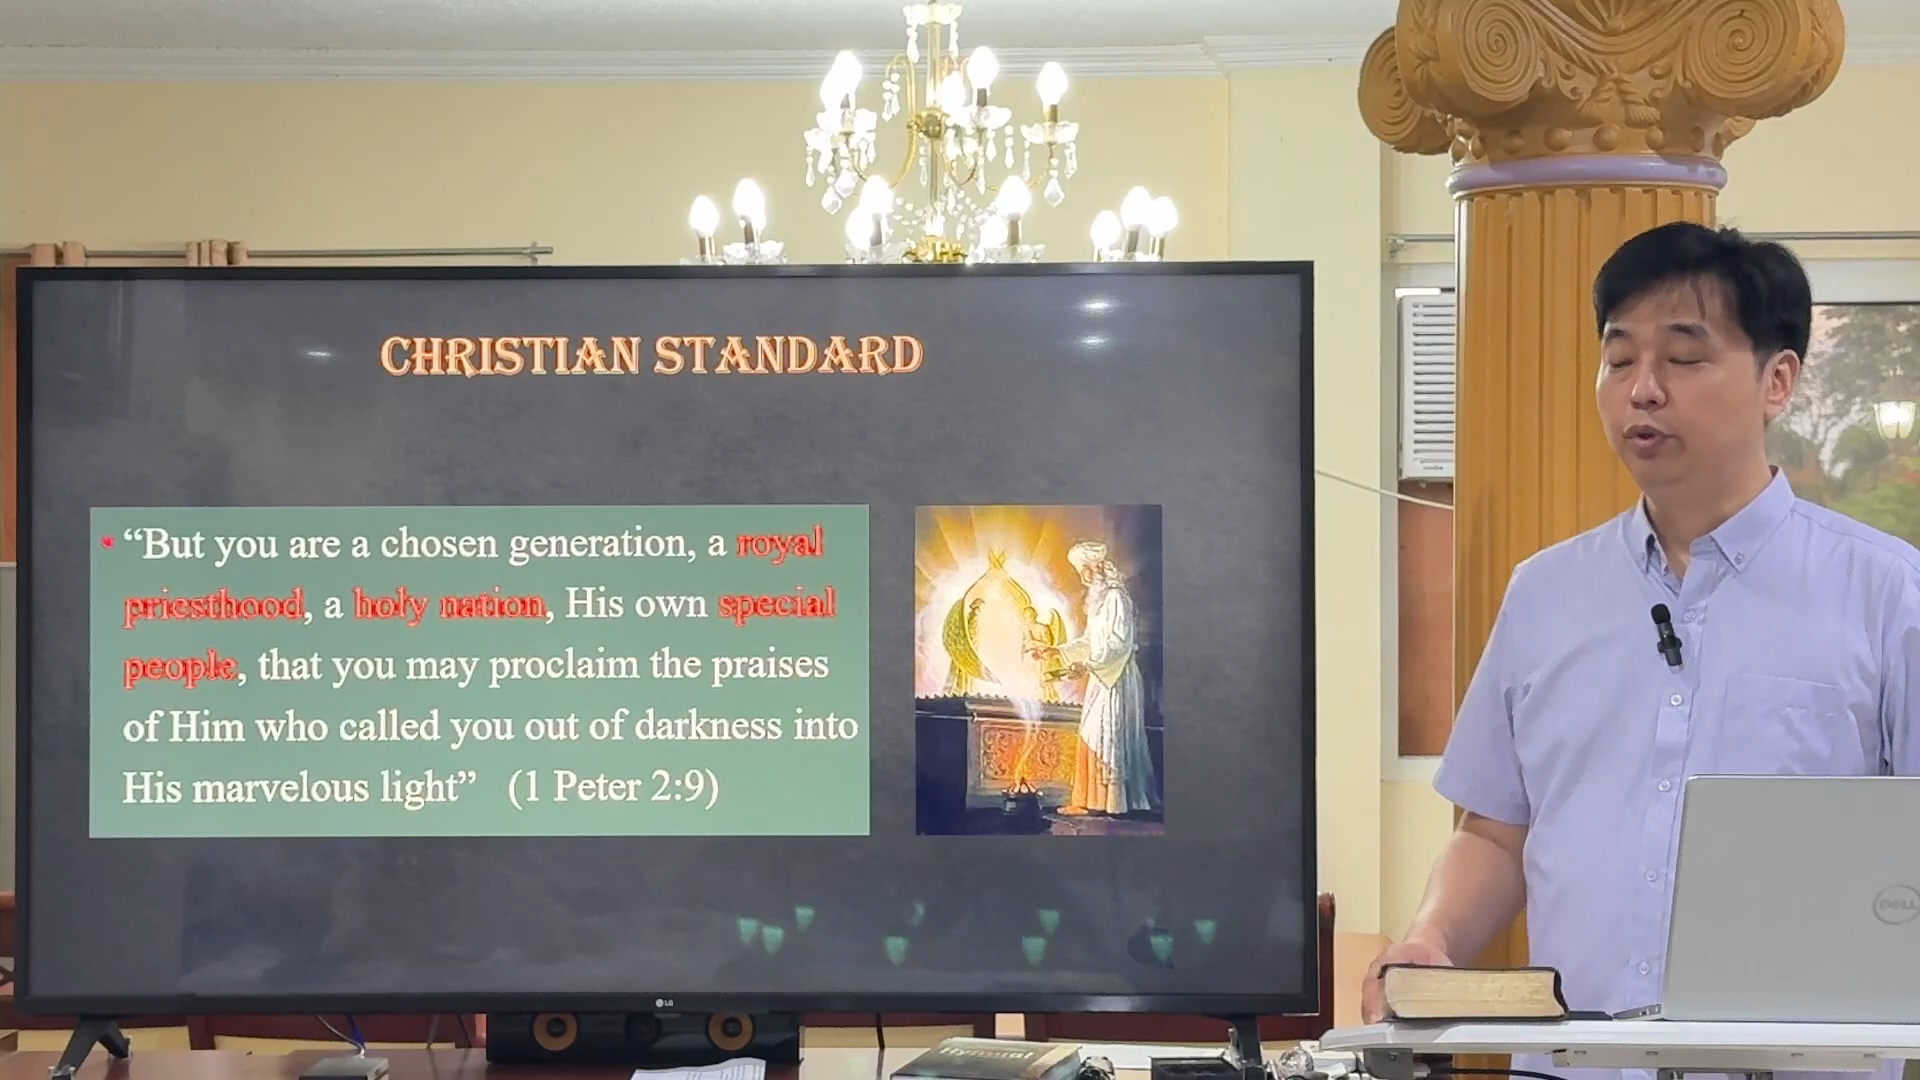 CHRISTIAN STANDARD
• “But you are a chosen generation, a royal
priesthood, a holy nation, His own special
people, that you may proclaim the praises
of Him who called you out of darkness into
His marvelous light” (1 Peter 2:9)
LG
DELL
Hymnal